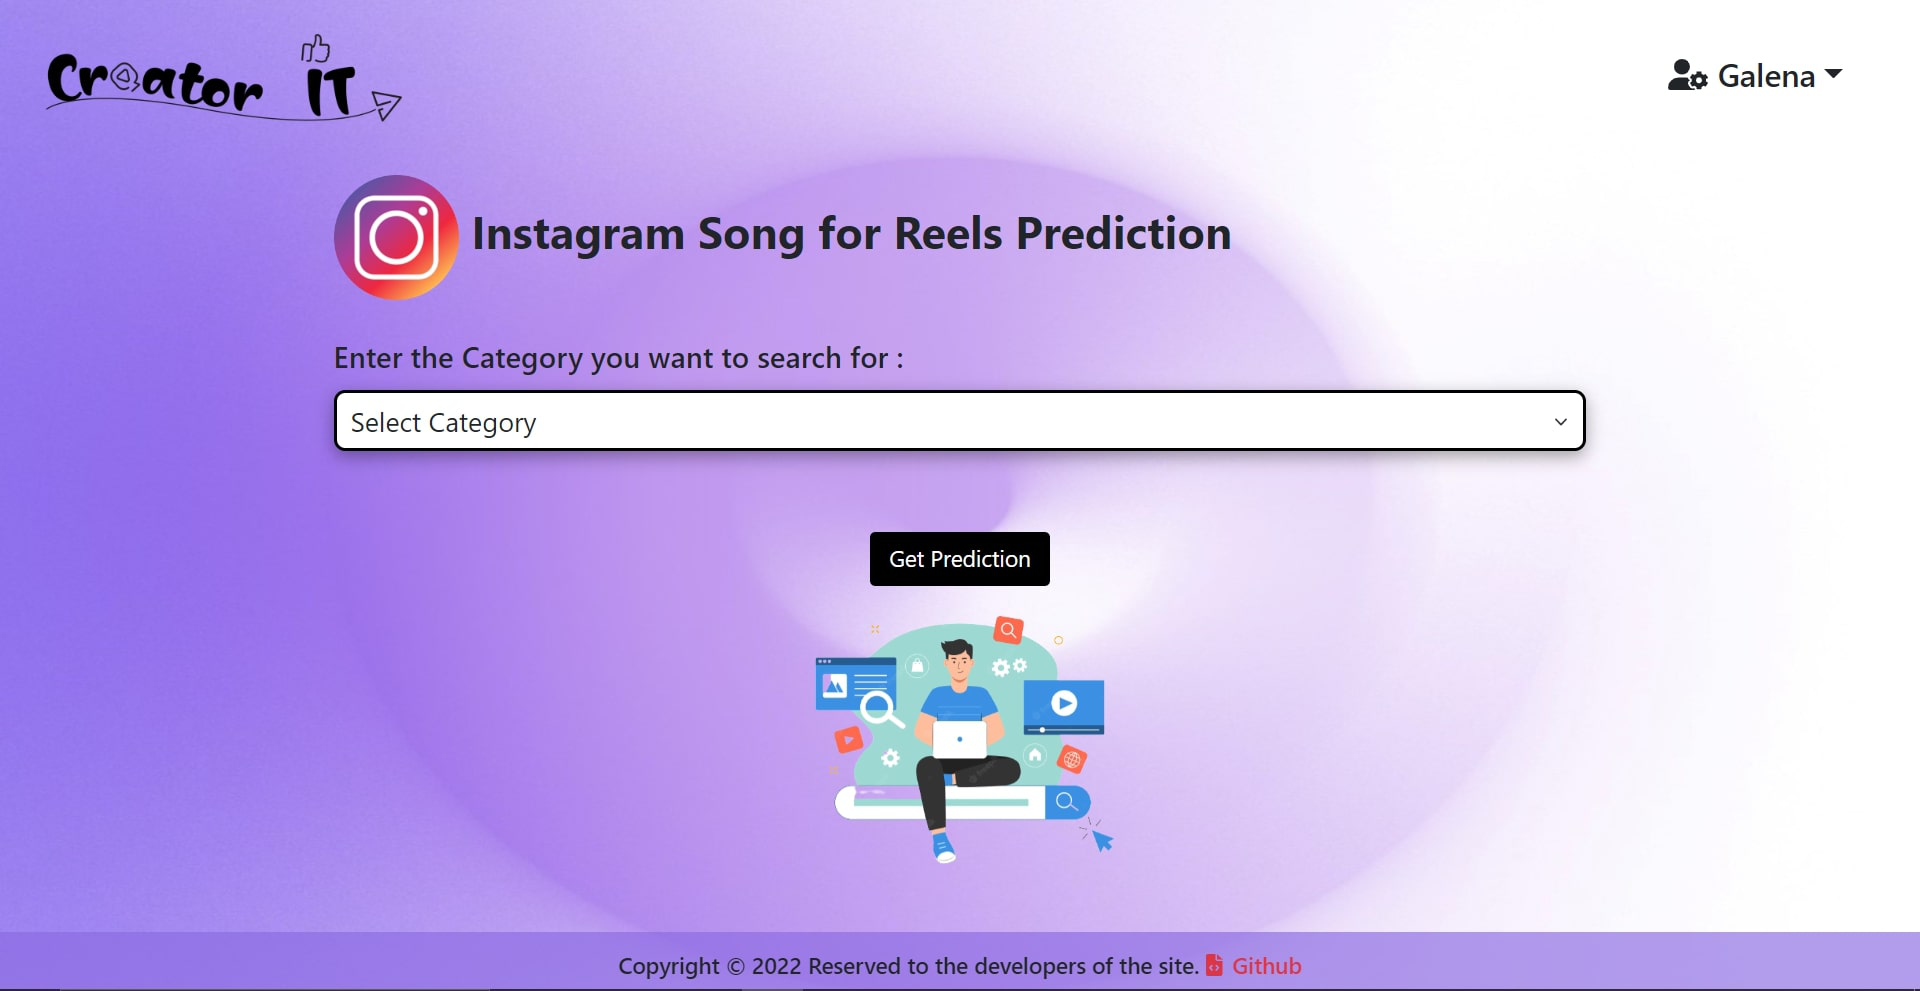 Creator IT
Galena
Instagram Song for Reels Prediction
Enter the Category you want to search for :
Select Category
Get Prediction
Copyright © 2022 Reserved to the developers of the site. Github